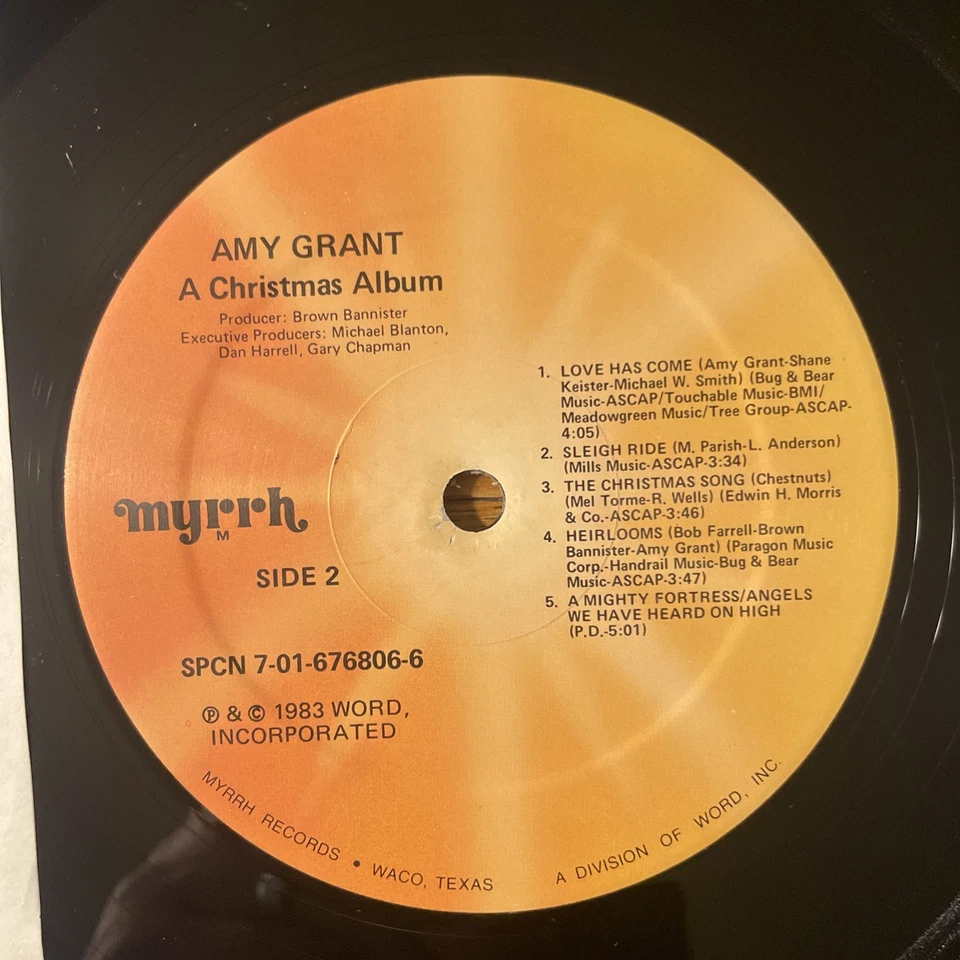 AMY GRANT
A Christmas Album
Producer: Brown Bannister
Executive Producers: Michael Blanton,
Dan Harrell, Gary Chapman
myrrh
M
SIDE 2
SPCN 7-01-676806-6
Ⓟ & © 1983 WORD,
INCORPORATED
1. LOVE HAS COME (Amy Grant-Shane
Keister-Michael W. Smith) (Bug & Bear
Music-ASCAP/Touchable Music-BMI/
Meadowgreen Music/Tree Group-ASCAP-
4:05)
2. SLEIGH RIDE (M. Parish-L. Anderson)
(Mills Music-ASCAP-3:34)
3. THE CHRISTMAS SONG (Chestnuts)
(Mel Torme-R. Wells) (Edwin H. Morris
& Co.-ASCAP-3:46)
4. HEIRLOOMS (Bob Farrell-Brown
Bannister-Amy Grant) (Paragon Music
Corp.-Handrail Music-Bug & Bear
Music-ASCAP-3:47)
5. A MIGHTY FORTRESS/ANGELS
WE HAVE HEARD ON HIGH
(P.D.-5:01)
MYRRH RECORDS • WACO, TEXAS
A DIVISION OF WORD, INC.